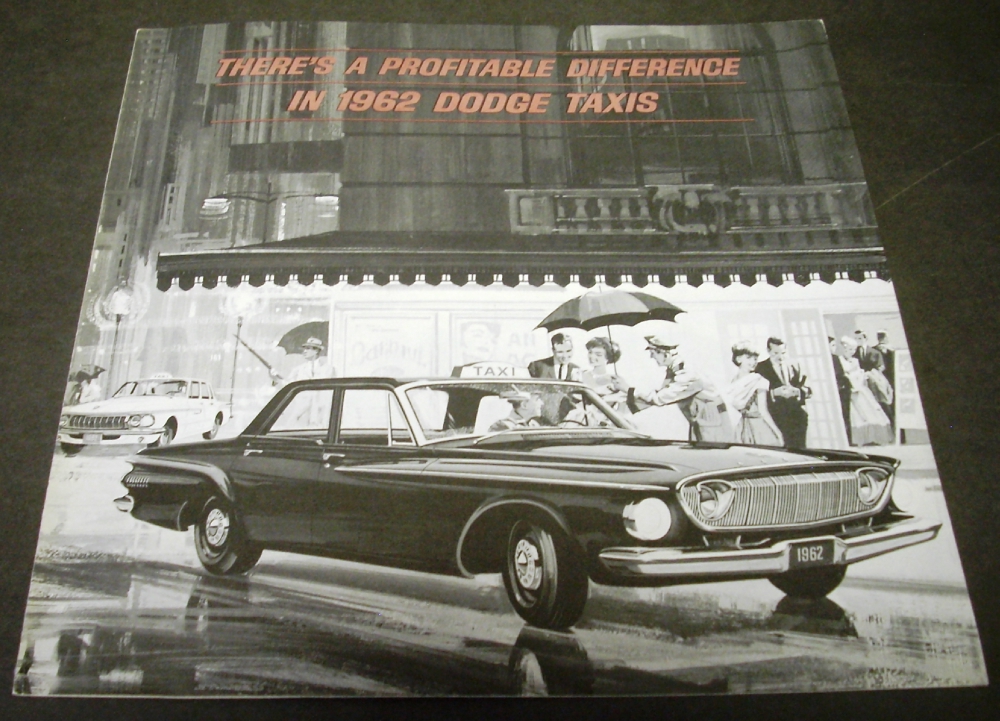 THERE'S A PROFITABLE DIFFERENCE
IN 1962 DODGE TAXIS
TAXI
1962